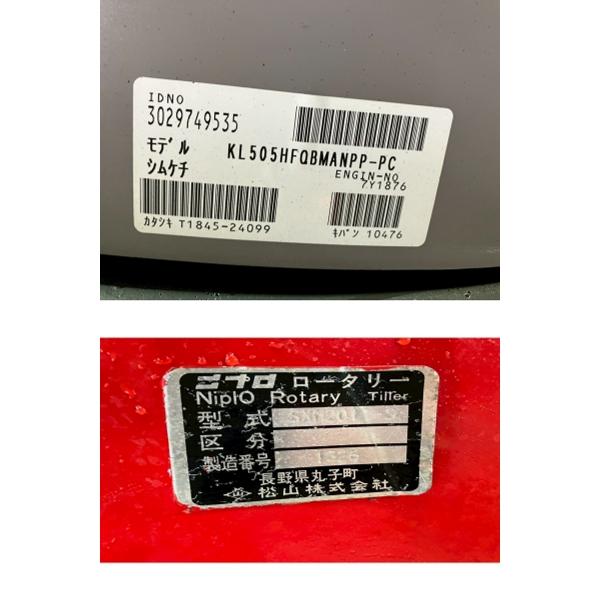 IDNO
3029749535
モデル KL505HFQBMANPP-PC
シムケチ ENGIN-NO
7Y1876
カタシキ T1845-24099 キバン 10476
ニプロ ロータリー
NiplO Rotary Tiller
型式
区分
製造番号
長野県丸子町
松山株式会社